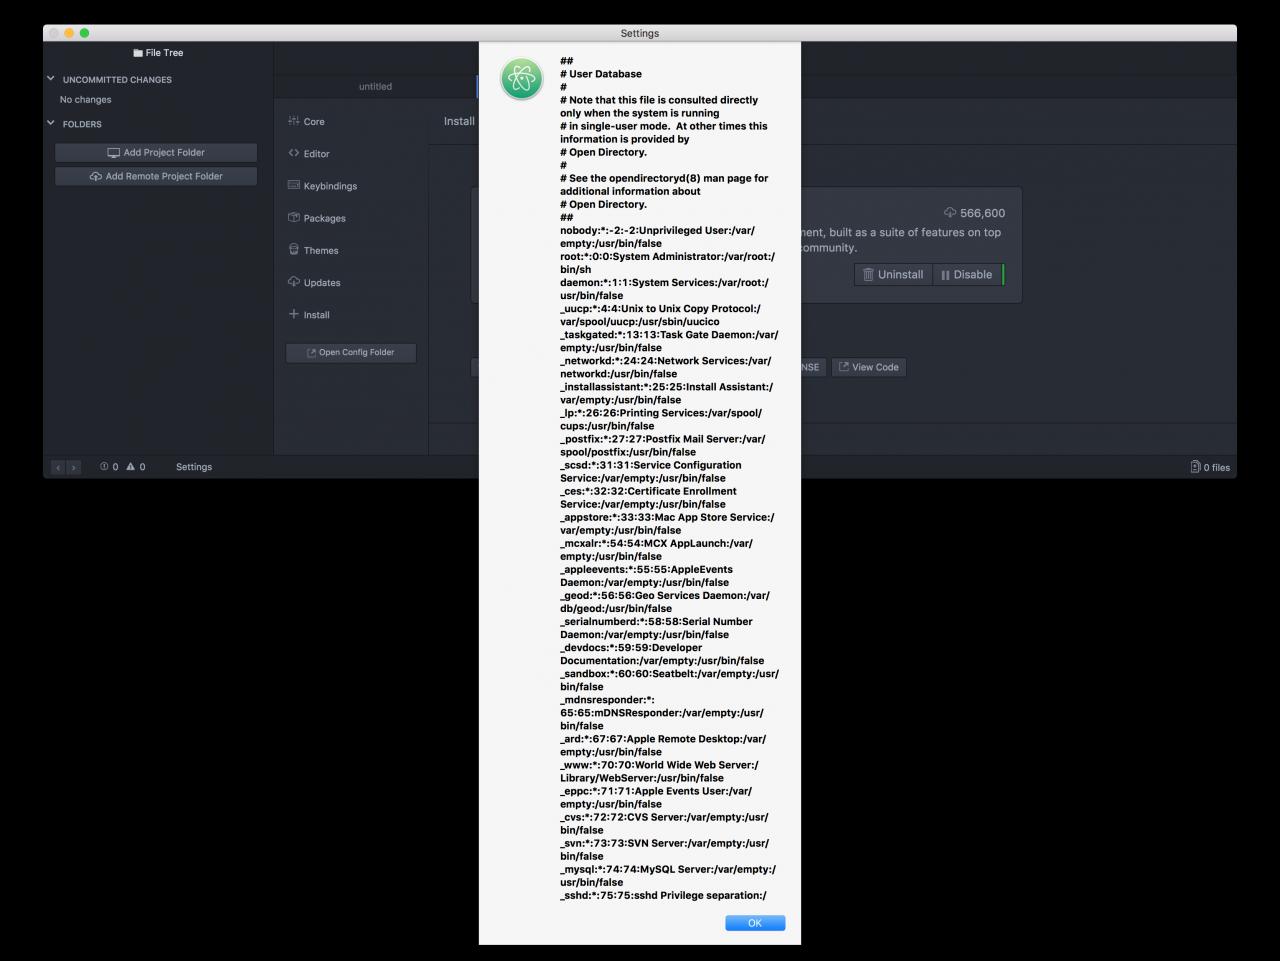 Settings
File Tree
UNCOMMITTED CHANGES
No changes
FOLDERS
Add Project Folder
Add Remote Project Folder
untitled
Core
Editor
Keybindings
Packages
Themes
Updates
Install
Open Config Folder
Install
##
# User Database
#
# Note that this file is consulted directly
only when the system is running
# in single-user mode.  At other times this
information is provided by
# Open Directory.
#
# See the opendirectoryd(8) man page for
additional information about
# Open Directory.
##
nobody:*:-2:-2:Unprivileged User:/var/
empty:/usr/bin/false
root:*:0:0:System Administrator:/var/root:/
bin/sh
daemon:*:1:1:System Services:/var/root:/
usr/bin/false
_uucp:*:4:4:Unix to Unix Copy Protocol:/
var/spool/uucp:/usr/sbin/uucico
_taskgated:*:13:13:Task Gate Daemon:/var/
empty:/usr/bin/false
_networkd:*:24:24:Network Services:/var/
networkd:/usr/bin/false
_installassistant:*:25:25:Install Assistant:/
var/empty:/usr/bin/false
_lp:*:26:26:Printing Services:/var/spool/
cups:/usr/bin/false
_postfix:*:27:27:Postfix Mail Server:/var/
spool/postfix:/usr/bin/false
_scsd:*:31:31:Service Configuration
Service:/var/empty:/usr/bin/false
_ces:*:32:32:Certificate Enrollment
Service:/var/empty:/usr/bin/false
_appstore:*:33:33:Mac App Store Service:/
var/empty:/usr/bin/false
_mcxalr:*:54:54:MCX AppLaunch:/var/
empty:/usr/bin/false
_appleevents:*:55:55:AppleEvents
Daemon:/var/empty:/usr/bin/false
_geod:*:56:56:Geo Services Daemon:/var/
db/geod:/usr/bin/false
_serialnumberd:*:58:58:Serial Number
Daemon:/var/empty:/usr/bin/false
_devdocs:*:59:59:Developer
Documentation:/var/empty:/usr/bin/false
_sandbox:*:60:60:Seatbelt:/var/empty:/usr/
bin/false
_mdnsresponder:*:
65:65:mDNSResponder:/var/empty:/usr/
bin/false
_ard:*:67:67:Apple Remote Desktop:/var/
empty:/usr/bin/false
_www:*:70:70:World Wide Web Server:/
Library/WebServer:/usr/bin/false
_eppc:*:71:71:Apple Events User:/var/
empty:/usr/bin/false
_cvs:*:72:72:CVS Server:/var/empty:/usr/
bin/false
_svn:*:73:73:SVN Server:/var/empty:/usr/
bin/false
_mysql:*:74:74:MySQL Server:/var/empty:/
usr/bin/false
_sshd:*:75:75:sshd Privilege separation:/
OK
566,600
ment, built as a suite of features on top
ommunity.
Uninstall
Disable
NSE
View Code
0 0
Settings
0 files